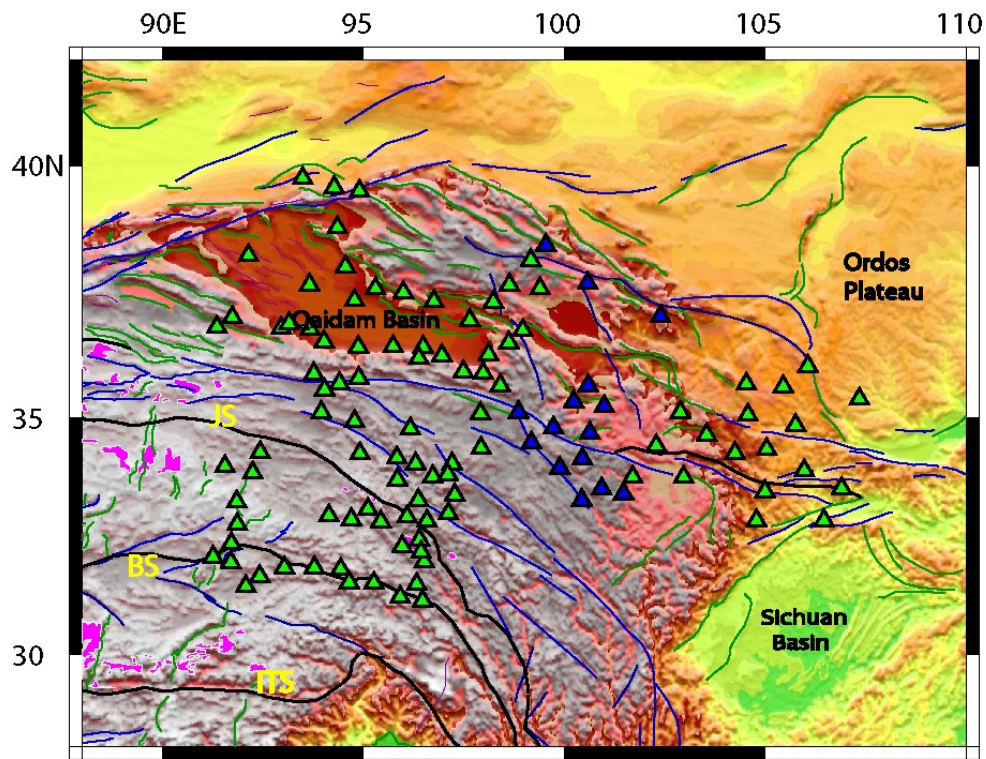 90E 95 100 105 110
40N
Ordos
Plateau
Qaidam Basin
35
JS
BS
Sichuan
Basin
30
ITS